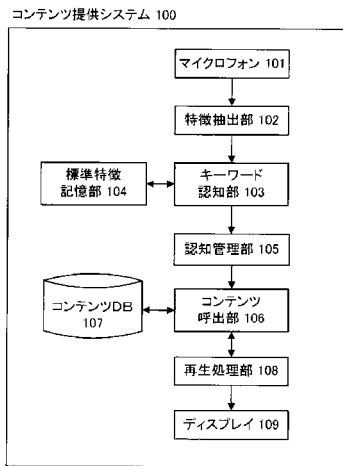 コンテンツ提供システム 100
マイクロフォン 101
特徴抽出部 102
標準特徴
記憶部 104
キーワード
認知部 103
認知管理部 105
コンテンツDB
107
コンテンツ
呼出部 106
再生処理部 108
ディスプレイ 109